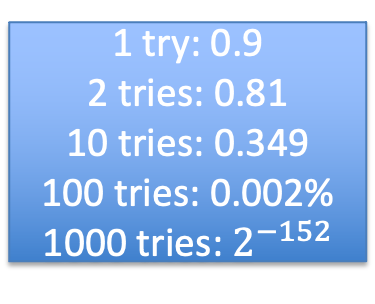 1 try: 0.9
2 tries: 0.81
10 tries: 0.349
100 tries: 0.002%
1000 tries: 2⁻¹⁵²